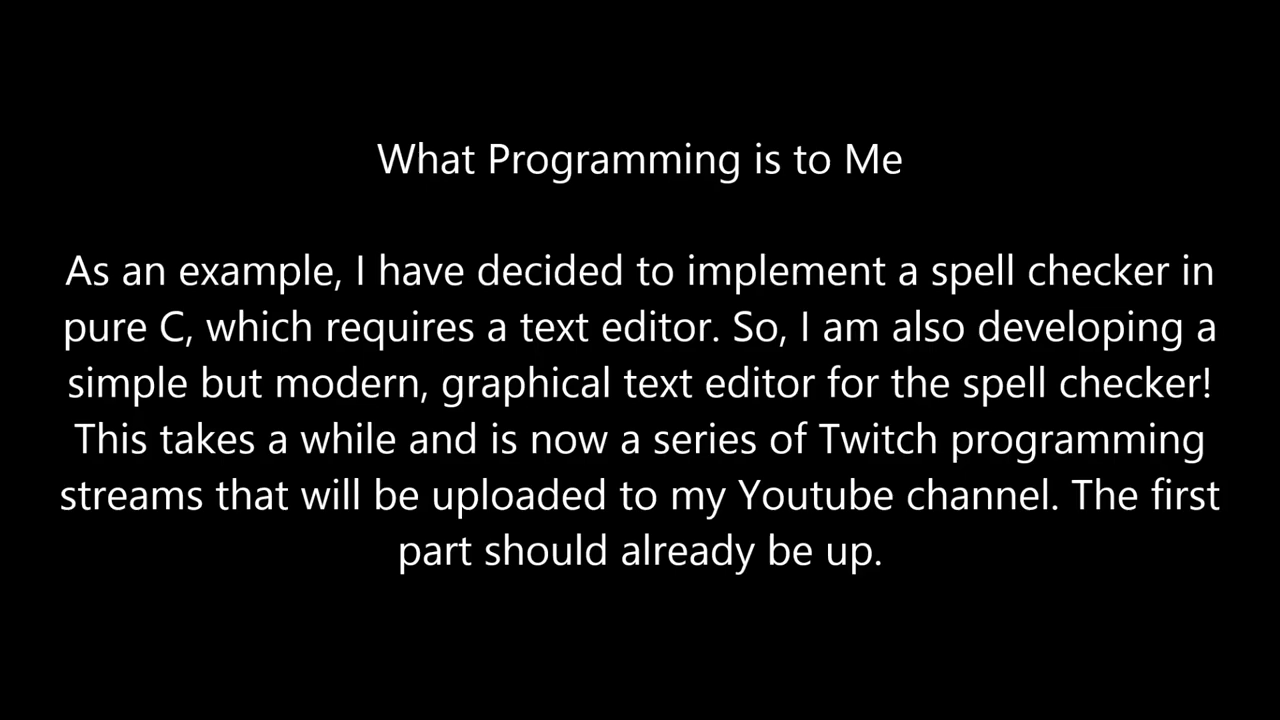 What Programming is to Me
As an example, I have decided to implement a spell checker in
pure C, which requires a text editor. So, I am also developing a
simple but modern, graphical text editor for the spell checker!
This takes a while and is now a series of Twitch programming
streams that will be uploaded to my Youtube channel. The first
part should already be up.